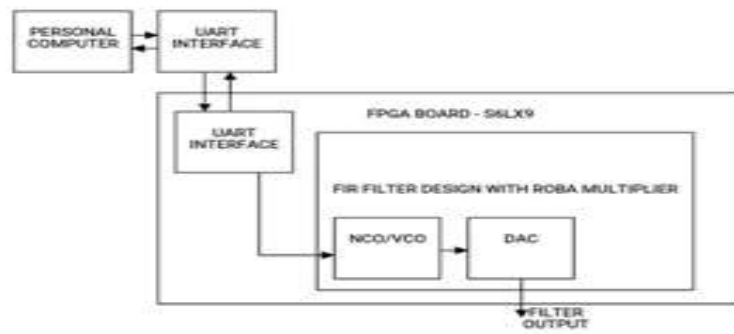 PERSONAL
COMPUTER
UART
INTERFACE
FPGA BOARD - S6LX9
UART
INTERFACE
FIR FILTER DESIGN WITH ROBA MULTIPLIER
NCO/VCO
DAC
FILTER
OUTPUT